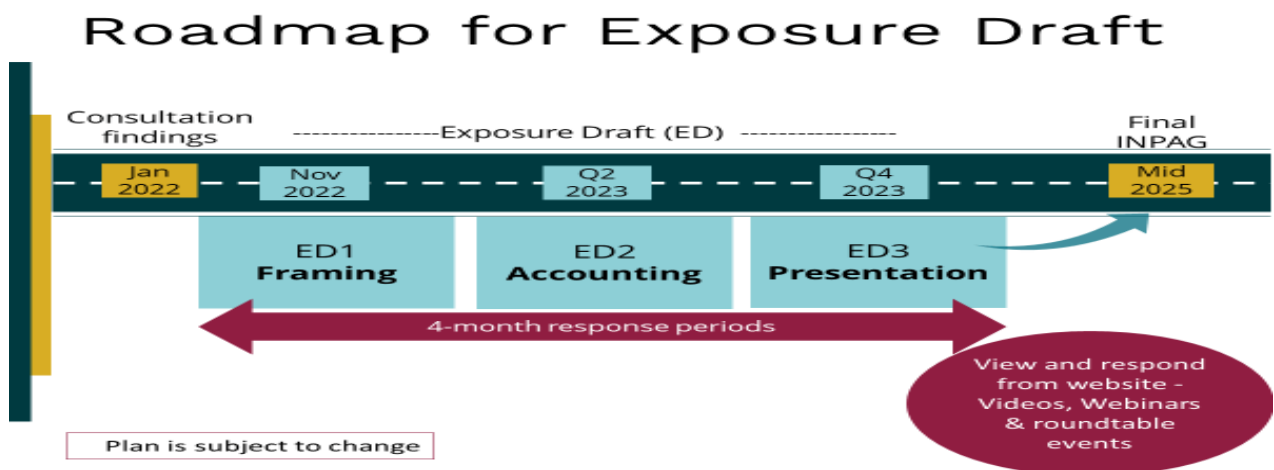 Roadmap for Exposure Draft
Consultation
findings
----------------Exposure Draft (ED) ----------------
Final
INPAG
Jan
2022
Nov
2022
Q2
2023
Q4
2023
Mid
2025
ED1
Framing
ED2
Accounting
ED3
Presentation
4-month response periods
View and respond
from website -
Videos, Webinars
& roundtable
events
Plan is subject to change